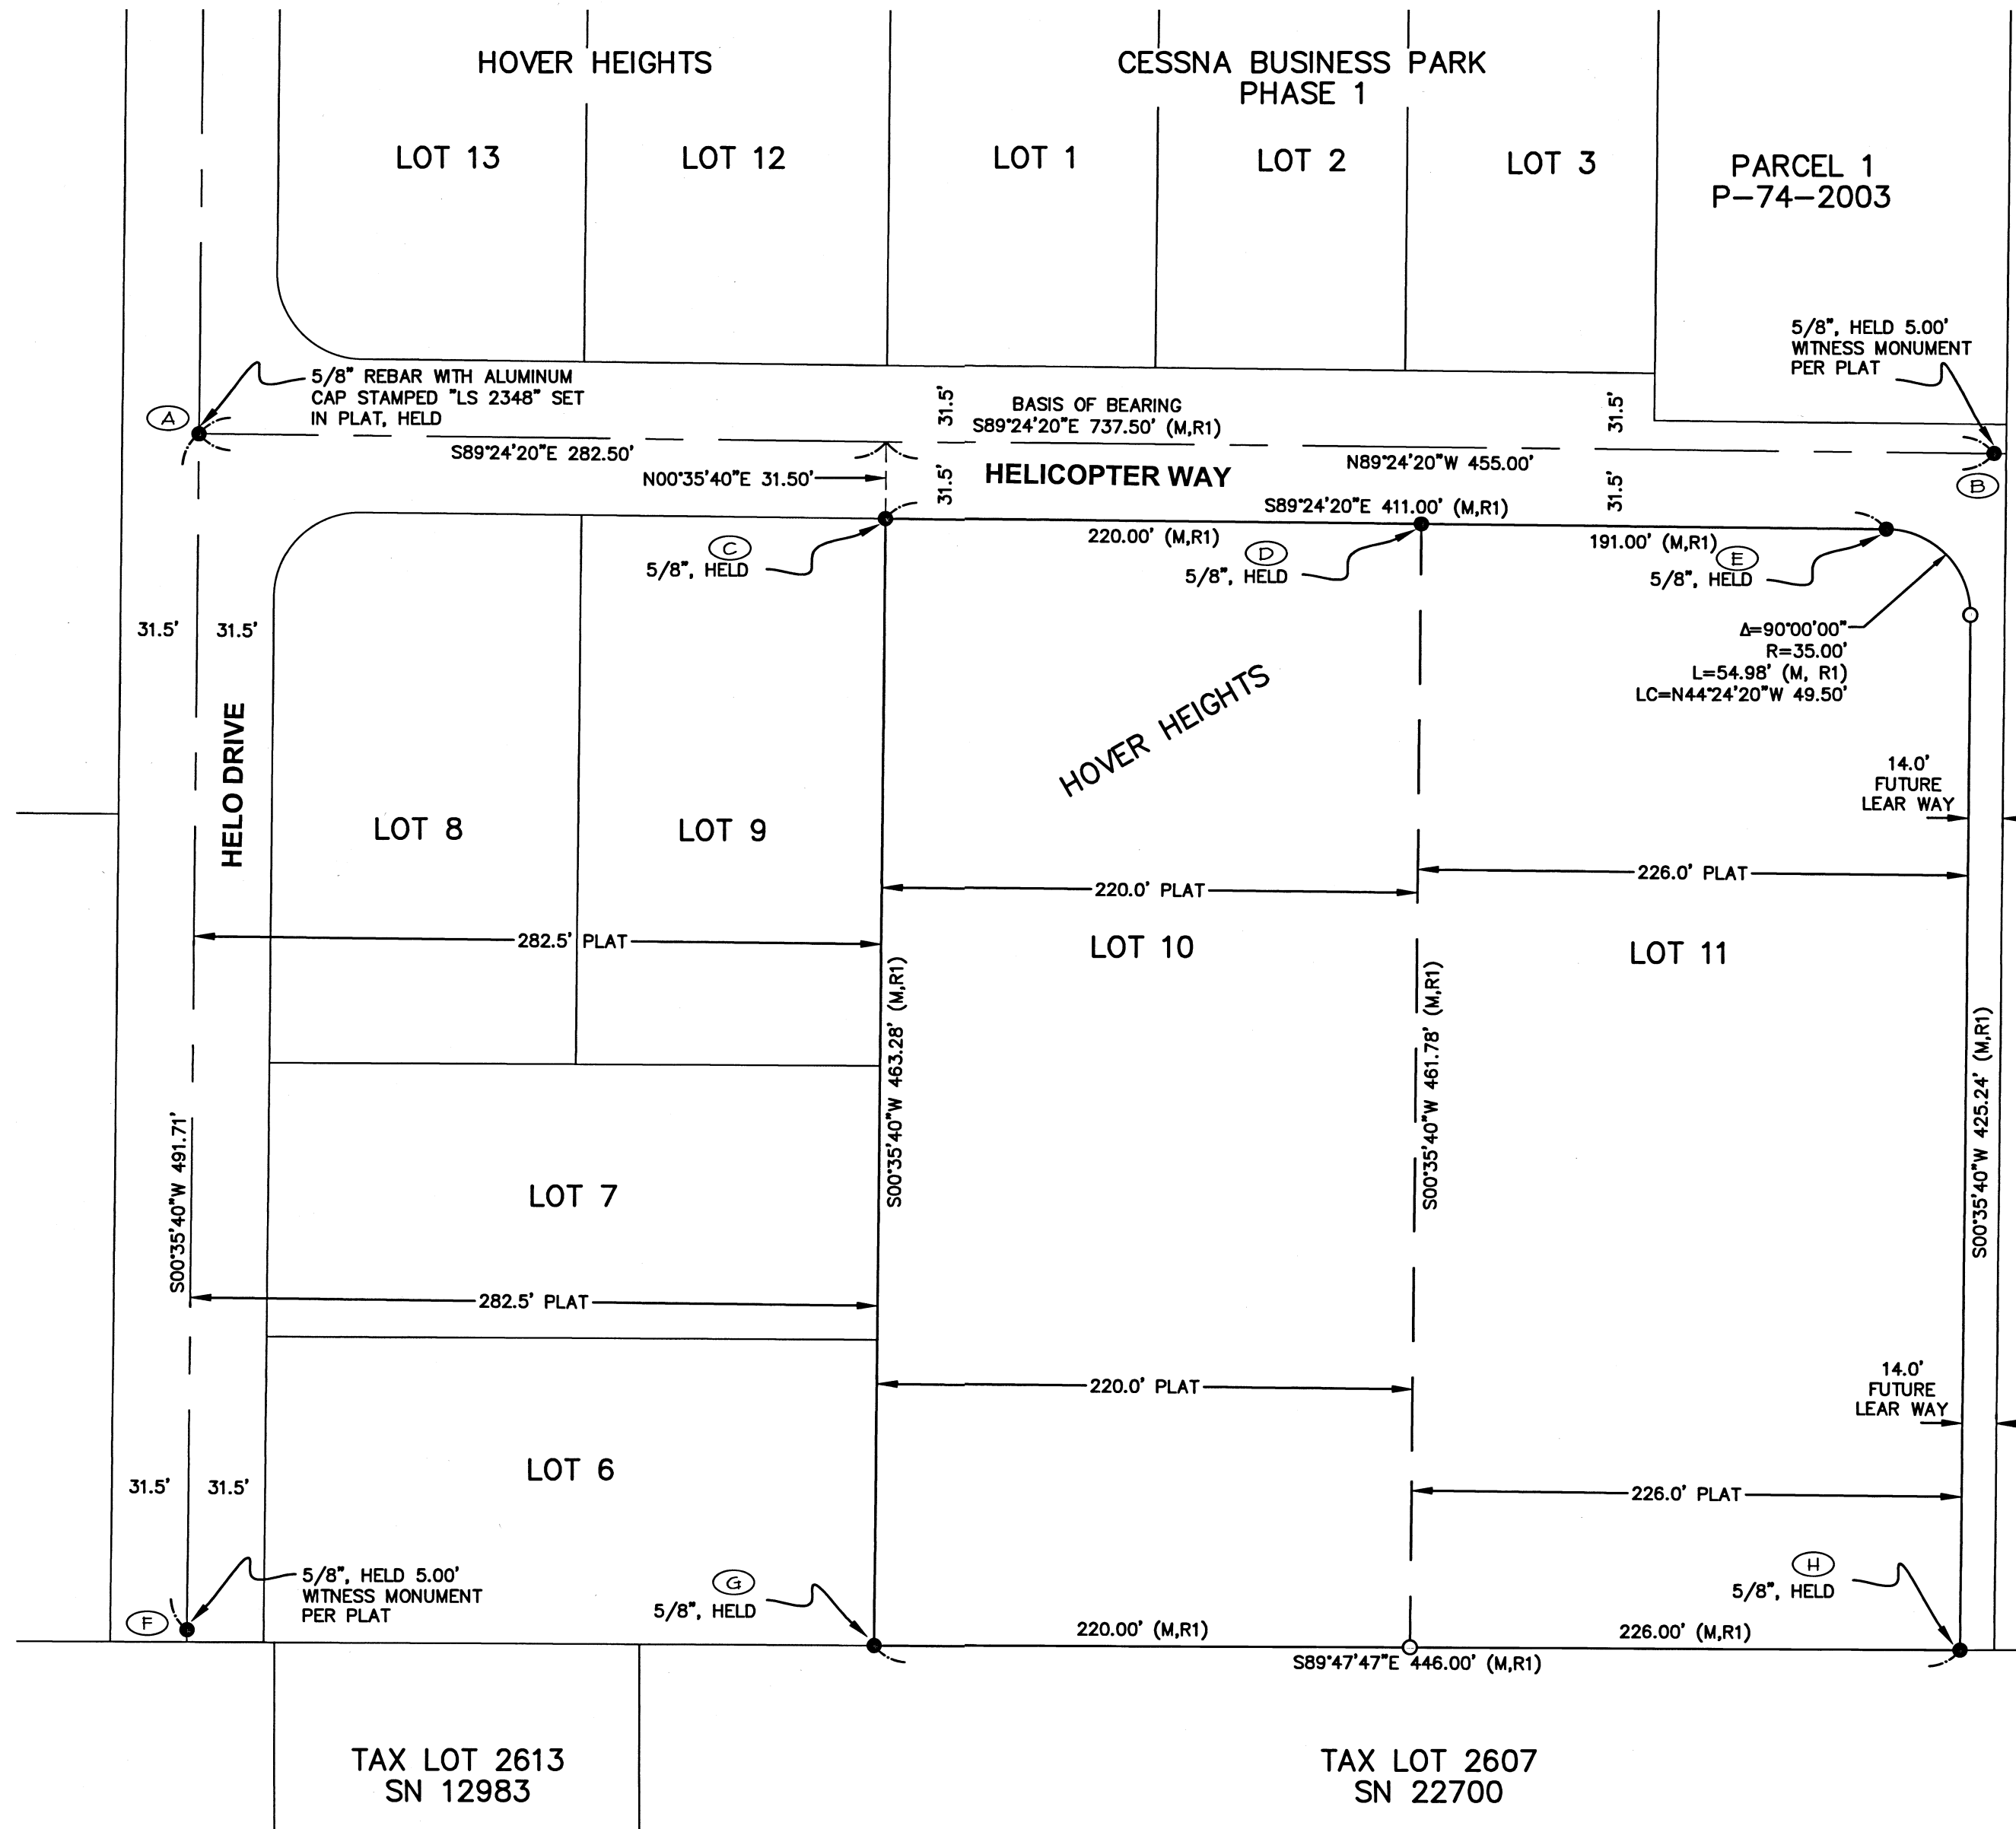 HOVER HEIGHTS
CESSNA BUSINESS PARK
PHASE 1
LOT 13
LOT 12
LOT 1
LOT 2
LOT 3
PARCEL 1
P-74-2003
5/8", HELD 5.00'
WITNESS MONUMENT
PER PLAT
5/8" REBAR WITH ALUMINUM
CAP STAMPED "LS 2348" SET
IN PLAT, HELD
A
31.5'
BASIS OF BEARING
S89°24'20"E 737.50' (M,R1)
31.5'
S89°24'20"E 282.50'
N00°35'40"E 31.50'
31.5'
HELICOPTER WAY
N89°24'20"W 455.00'
31.5'
B
S89°24'20"E 411.00' (M,R1)
220.00' (M,R1)
191.00' (M,R1)
C
5/8", HELD
D
5/8", HELD
E
5/8", HELD
31.5'
31.5'
Δ=90°00'00"
R=35.00'
L=54.98' (M, R1)
LC=N44°24'20"W 49.50'
HELO DRIVE
HOVER HEIGHTS
14.0'
FUTURE
LEAR WAY
LOT 8
LOT 9
220.0' PLAT
226.0' PLAT
282.5' PLAT
LOT 10
LOT 11
S00°35'40"W 463.28' (M,R1)
S00°35'40"W 461.78' (M,R1)
S00°35'40"W 425.24' (M,R1)
S00°35'40"W 491.71'
LOT 7
282.5' PLAT
220.0' PLAT
14.0'
FUTURE
LEAR WAY
LOT 6
31.5'
31.5'
226.0' PLAT
5/8", HELD 5.00'
WITNESS MONUMENT
PER PLAT
F
G
5/8", HELD
H
5/8", HELD
220.00' (M,R1)
226.00' (M,R1)
S89°47'47"E 446.00' (M,R1)
TAX LOT 2613
SN 12983
TAX LOT 2607
SN 22700